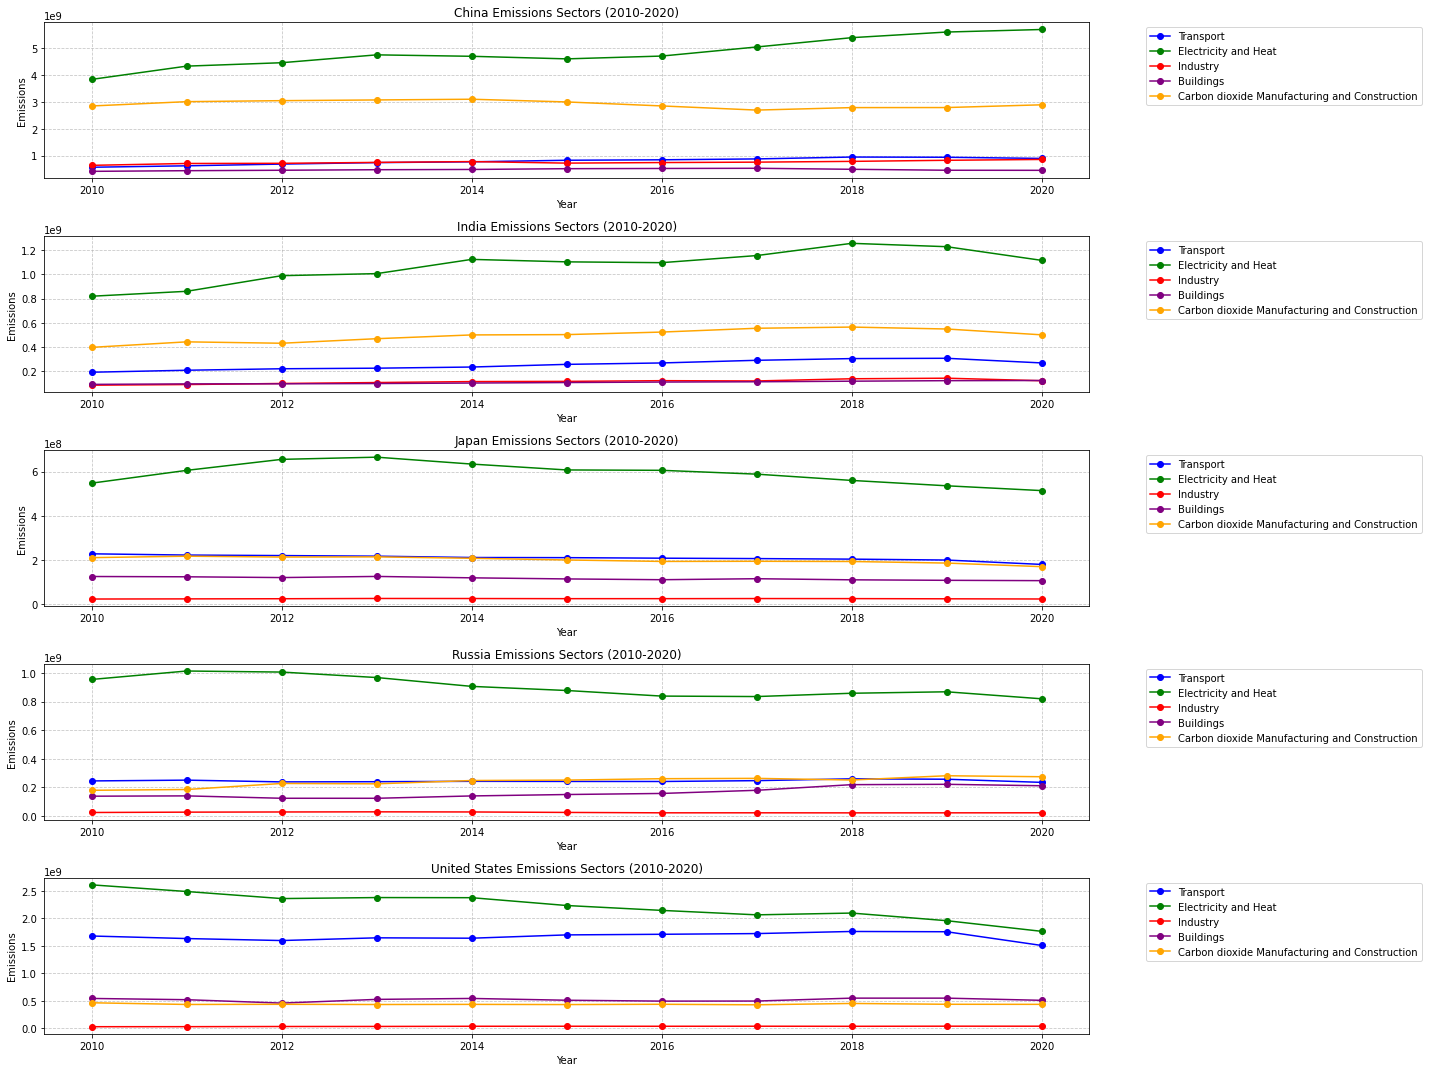 China Emissions Sectors (2010-2020)
1e9
5
4
3
2
1
Emissions
2010
2012
2014
2016
2018
2020
Year
Transport
Electricity and Heat
Industry
Buildings
Carbon dioxide Manufacturing and Construction
India Emissions Sectors (2010-2020)
1e9
1.2
1.0
0.8
0.6
0.4
0.2
Emissions
2010
2012
2014
2016
2018
2020
Year
Transport
Electricity and Heat
Industry
Buildings
Carbon dioxide Manufacturing and Construction
Japan Emissions Sectors (2010-2020)
1e8
6
4
2
0
Emissions
2010
2012
2014
2016
2018
2020
Year
Transport
Electricity and Heat
Industry
Buildings
Carbon dioxide Manufacturing and Construction
Russia Emissions Sectors (2010-2020)
1e9
1.0
0.8
0.6
0.4
0.2
0.0
Emissions
2010
2012
2014
2016
2018
2020
Year
Transport
Electricity and Heat
Industry
Buildings
Carbon dioxide Manufacturing and Construction
United States Emissions Sectors (2010-2020)
1e9
2.5
2.0
1.5
1.0
0.5
0.0
Emissions
2010
2012
2014
2016
2018
2020
Year
Transport
Electricity and Heat
Industry
Buildings
Carbon dioxide Manufacturing and Construction